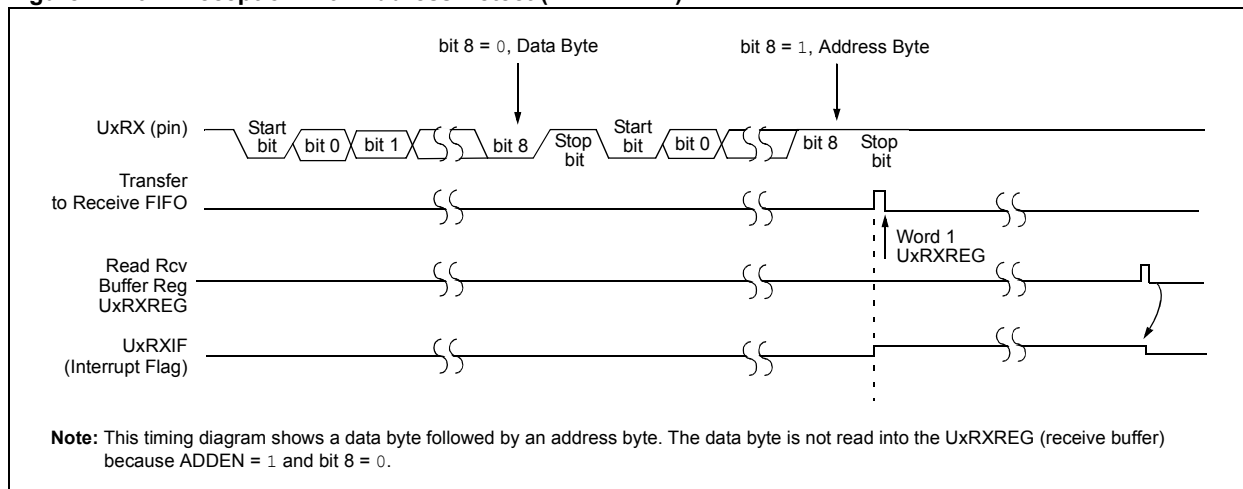 bit 8 = 0, Data Byte
bit 8 = 1, Address Byte
UxRX (pin)
Start
bit
bit 0
bit 1
bit 8
Stop
bit
Start
bit
bit 0
bit 8
Stop
bit
Transfer
to Receive FIFO
Word 1
UxRXREG
Read Rcv
Buffer Reg
UxRXREG
UxRXIF
(Interrupt Flag)
Note: This timing diagram shows a data byte followed by an address byte. The data byte is not read into the UxRXREG (receive buffer)
because ADDEN = 1 and bit 8 = 0.